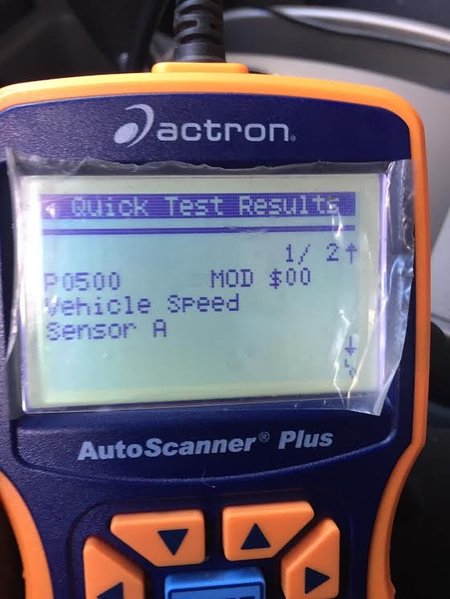 actron®
Quick Test Results
1/ 2
P0500 MOD $00
Vehicle Speed
Sensor A
AutoScanner® Plus